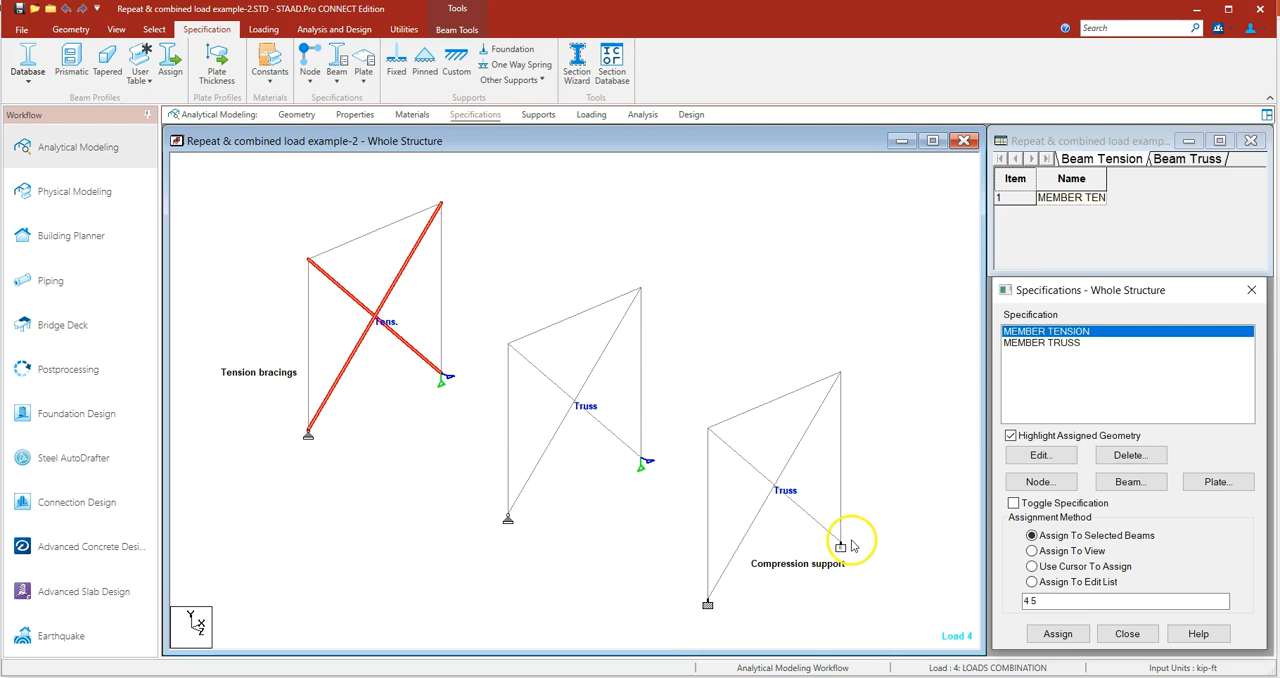 Repeat & combined load example-2.STD - STAAD.Pro CONNECT Edition
Tools
File
Geometry
View
Select
Specification
Loading
Analysis and Design
Utilities
Beam Tools
Search
Database
Prismatic
Tapered
User Table
Assign
Plate Thickness
Constants
Node
Beam
Plate
Fixed
Pinned
Custom
Foundation
One Way Spring
Other Supports
Section Wizard
Section Database
Beam Profiles
Plate Profiles
Materials
Specifications
Supports
Tools
Workflow
Analytical Modeling:
Geometry
Properties
Materials
Specifications
Supports
Loading
Analysis
Design
Analytical Modeling
Physical Modeling
Building Planner
Piping
Bridge Deck
Postprocessing
Foundation Design
Steel AutoDrafter
Connection Design
Advanced Concrete Desi...
Advanced Slab Design
Earthquake
Repeat & combined load example-2 - Whole Structure
Tens.
Tension bracings
Truss
Truss
Compression support
Y
X
Z
Load 4
Repeat & combined load examp...
Beam Tension
Beam Truss
Item
Name
1
MEMBER TEN
Specifications - Whole Structure
Specification
MEMBER TENSION
MEMBER TRUSS
Highlight Assigned Geometry
Edit...
Delete...
Node...
Beam...
Plate...
Toggle Specification
Assignment Method
Assign To Selected Beams
Assign To View
Use Cursor To Assign
Assign To Edit List
4 5
Assign
Close
Help
Analytical Modeling Workflow
Load : 4: LOADS COMBINATION
Input Units : kip-ft